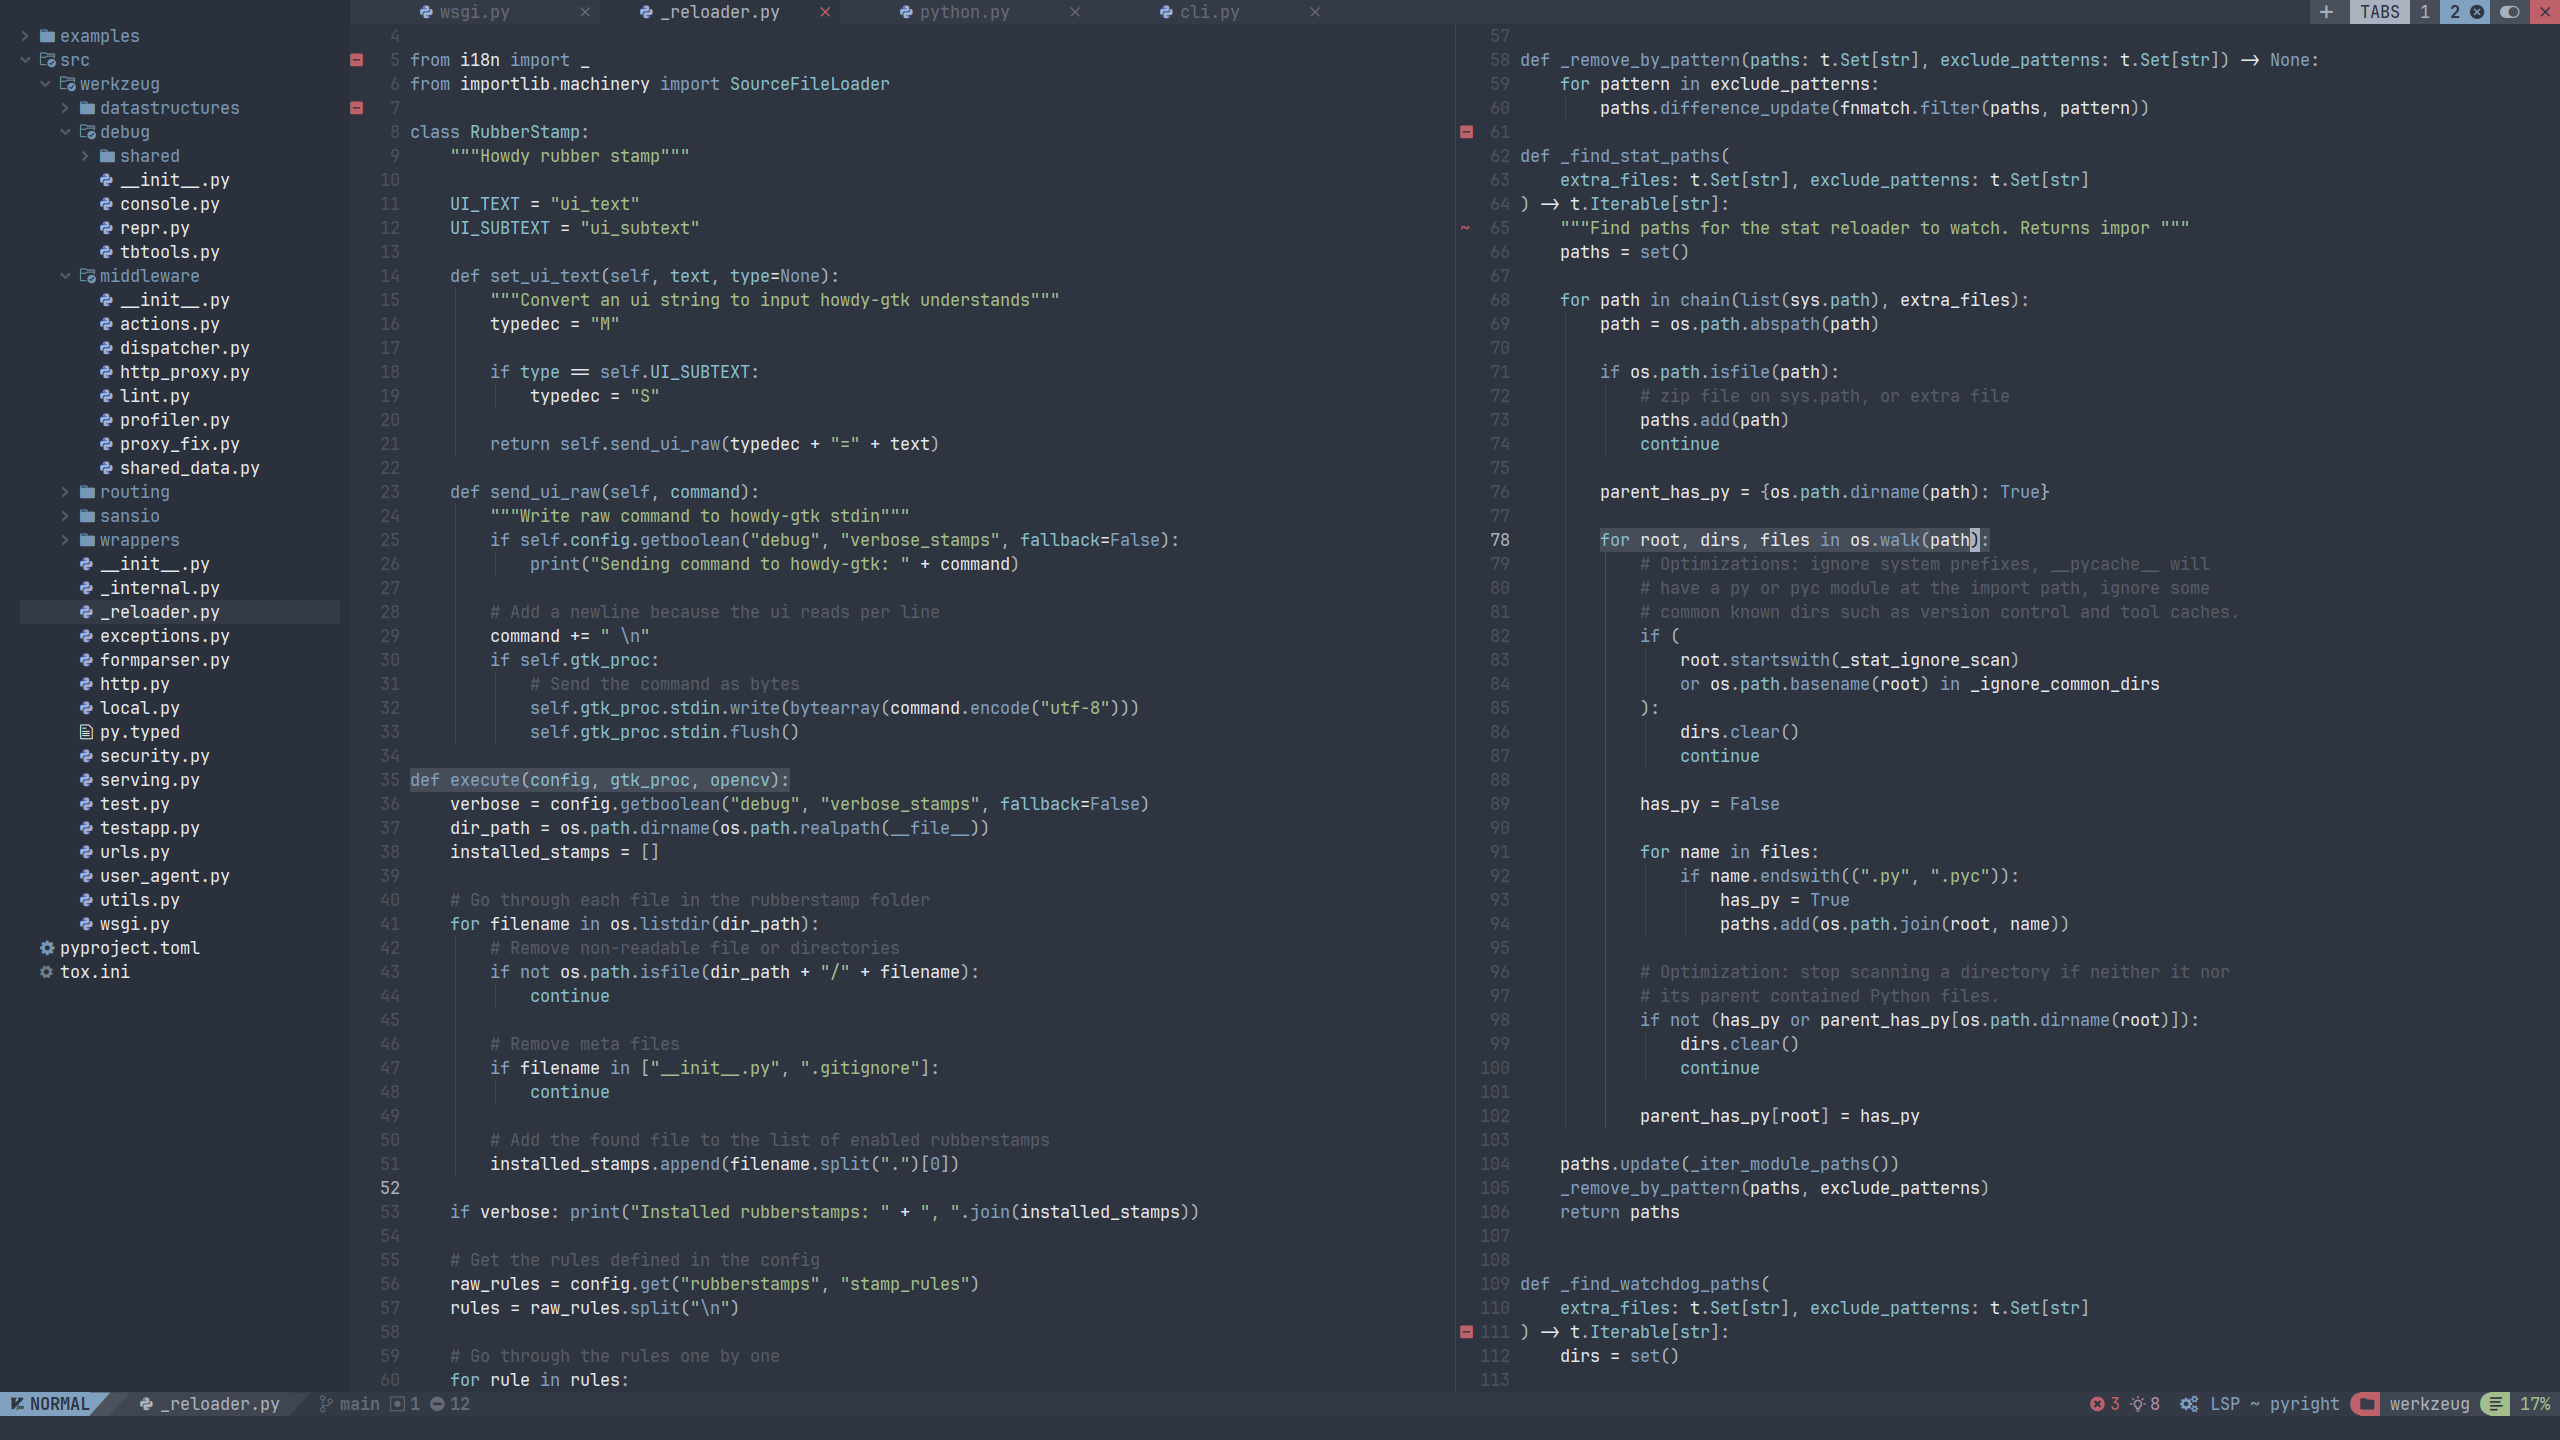 wsgi.py
_reloader.py
python.py
cli.py
TABS 1 2
examples
src
werkzeug
datastructures
debug
shared
__init__.py
console.py
repr.py
tbtools.py
middleware
__init__.py
actions.py
dispatcher.py
http_proxy.py
lint.py
profiler.py
proxy_fix.py
shared_data.py
routing
sansio
wrappers
__init__.py
_internal.py
_reloader.py
exceptions.py
formparser.py
http.py
local.py
py.typed
security.py
serving.py
test.py
testapp.py
urls.py
user_agent.py
utils.py
wsgi.py
pyproject.toml
tox.ini
4
5 from i18n import _
6 from importlib.machinery import SourceFileLoader
7
8 class RubberStamp:
9     """Howdy rubber stamp"""
10
11     UI_TEXT = "ui_text"
12     UI_SUBTEXT = "ui_subtext"
13
14     def set_ui_text(self, text, type=None):
15         """Convert an ui string to input howdy-gtk understands"""
16         typedec = "M"
17
18         if type == self.UI_SUBTEXT:
19             typedec = "S"
20
21         return self.send_ui_raw(typedec + "=" + text)
22
23     def send_ui_raw(self, command):
24         """Write raw command to howdy-gtk stdin"""
25         if self.config.getboolean("debug", "verbose_stamps", fallback=False):
26             print("Sending command to howdy-gtk: " + command)
27
28         # Add a newline because the ui reads per line
29         command += " \n"
30         if self.gtk_proc:
31             # Send the command as bytes
32             self.gtk_proc.stdin.write(bytearray(command.encode("utf-8")))
33             self.gtk_proc.stdin.flush()
34
35 def execute(config, gtk_proc, opencv):
36     verbose = config.getboolean("debug", "verbose_stamps", fallback=False)
37     dir_path = os.path.dirname(os.path.realpath(__file__))
38     installed_stamps = []
39
40     # Go through each file in the rubberstamp folder
41     for filename in os.listdir(dir_path):
42         # Remove non-readable file or directories
43         if not os.path.isfile(dir_path + "/" + filename):
44             continue
45
46         # Remove meta files
47         if filename in ["__init__.py", ".gitignore"]:
48             continue
49
50         # Add the found file to the list of enabled rubberstamps
51         installed_stamps.append(filename.split(".")[0])
52
53     if verbose: print("Installed rubberstamps: " + ", ".join(installed_stamps))
54
55     # Get the rules defined in the config
56     raw_rules = config.get("rubberstamps", "stamp_rules")
57     rules = raw_rules.split("\n")
58
59     # Go through the rules one by one
60     for rule in rules:
57
58 def _remove_by_pattern(paths: t.Set[str], exclude_patterns: t.Set[str]) -> None:
59     for pattern in exclude_patterns:
60         paths.difference_update(fnmatch.filter(paths, pattern))
61
62 def _find_stat_paths(
63     extra_files: t.Set[str], exclude_patterns: t.Set[str]
64 ) -> t.Iterable[str]:
~ 65     """Find paths for the stat reloader to watch. Returns impor """
66     paths = set()
67
68     for path in chain(list(sys.path), extra_files):
69         path = os.path.abspath(path)
70
71         if os.path.isfile(path):
72             # zip file on sys.path, or extra file
73             paths.add(path)
74             continue
75
76         parent_has_py = {os.path.dirname(path): True}
77
78         for root, dirs, files in os.walk(path):
79             # Optimizations: ignore system prefixes, __pycache__ will
80             # have a py or pyc module at the import path, ignore some
81             # common known dirs such as version control and tool caches.
82             if (
83                 root.startswith(_stat_ignore_scan)
84                 or os.path.basename(root) in _ignore_common_dirs
85             ):
86                 dirs.clear()
87                 continue
88
89             has_py = False
90
91             for name in files:
92                 if name.endswith((".py", ".pyc")):
93                     has_py = True
94                     paths.add(os.path.join(root, name))
95
96             # Optimization: stop scanning a directory if neither it nor
97             # its parent contained Python files.
98             if not (has_py or parent_has_py[os.path.dirname(root)]):
99                 dirs.clear()
100                 continue
101
102             parent_has_py[root] = has_py
103
104     paths.update(_iter_module_paths())
105     _remove_by_pattern(paths, exclude_patterns)
106     return paths
107
108
109 def _find_watchdog_paths(
110     extra_files: t.Set[str], exclude_patterns: t.Set[str]
111 ) -> t.Iterable[str]:
112     dirs = set()
113
NORMAL _reloader.py main 1 12 3 8 LSP ~ pyright werkzeug 17%